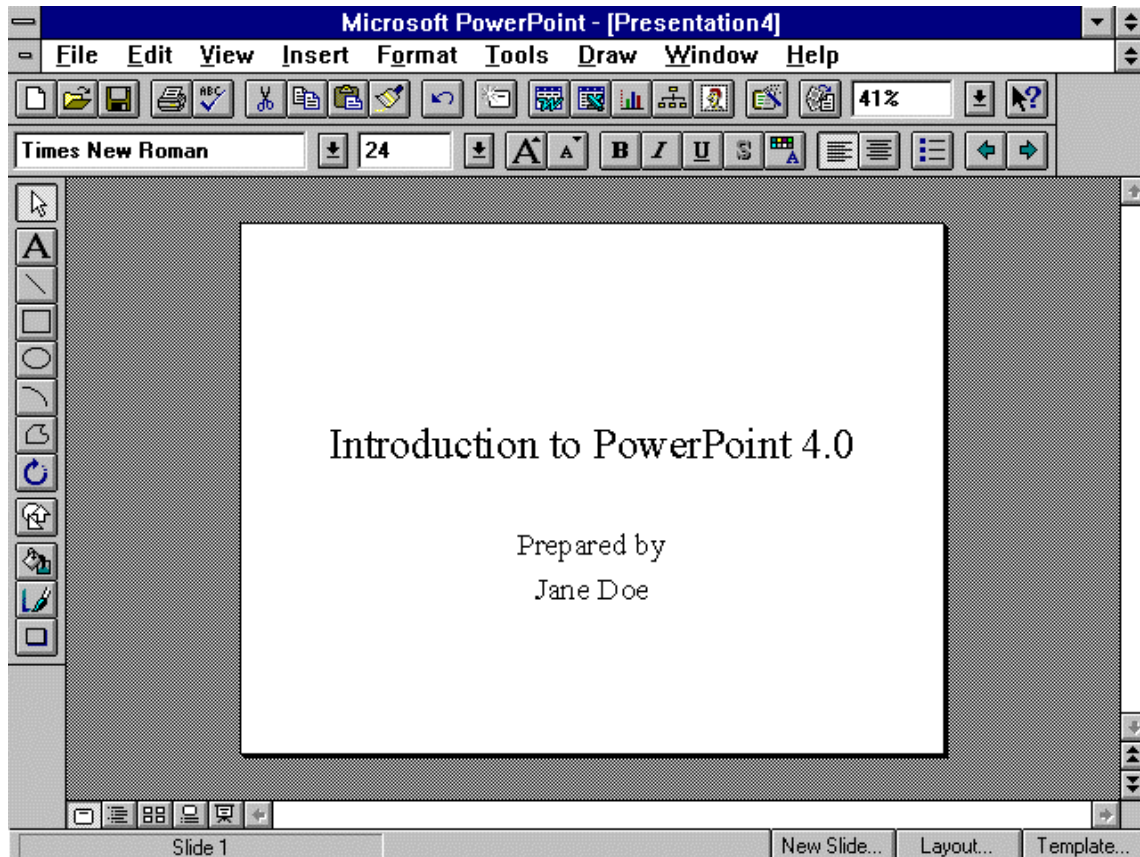 Microsoft PowerPoint - [Presentation4]
File Edit View Insert Format Tools Draw Window Help
ABC 41% ?
Times New Roman 24 A A B I U S A
A
Introduction to PowerPoint 4.0
Prepared by
Jane Doe
Slide 1 New Slide... Layout... Template...